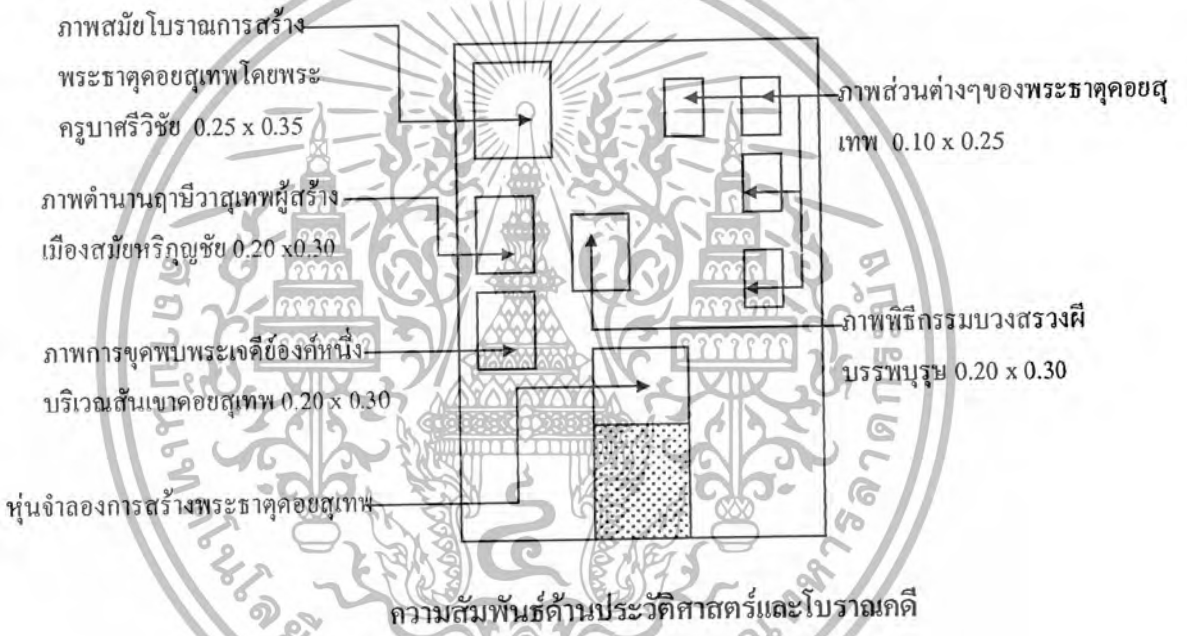 ภาพสมัยโบราณการสร้าง
พระธาตุดอยสุเทพโดยพระ
ครูบาศรีวิชัย 0.25 x 0.35
ภาพตำนานฤาษีวาสุเทพผู้สร้าง
เมืองสมัยหริภุญชัย 0.20 x0.30
ภาพการขุดพบพระเจดีย์องค์หนึ่ง
บริเวณสันเขาดอยสุเทพ 0.20 x 0.30
หุ่นจำลองการสร้างพระธาตุดอยสุเทพ
ภาพส่วนต่างๆของพระธาตุดอยสุ
เทพ 0.10 x 0.25
ภาพพิธีกรรมบวงสรวงผี
บรรพบุรุษ 0.20 x 0.30
ความสัมพันธ์ด้านประวัติศาสตร์และโบราณคดี